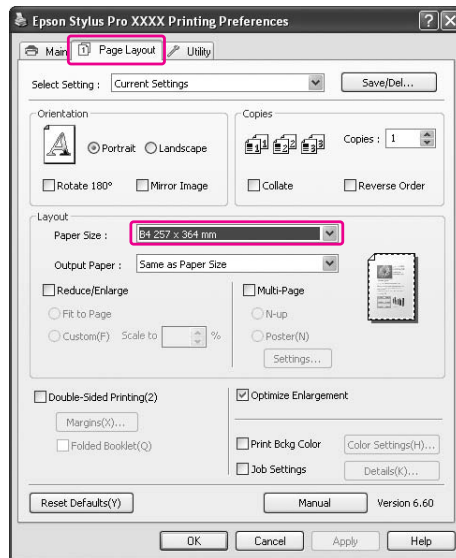 Epson Stylus Pro XXXX Printing Preferences
Main Page Layout Utility
Select Setting : Current Settings Save/Del...
Orientation Copies
A Portrait Landscape Copies : 1
Rotate 180° Mirror Image Collate Reverse Order
Layout
Paper Size : B4 257 x 364 mm
Output Paper : Same as Paper Size
Reduce/Enlarge Multi-Page
Fit to Page N-up
Custom(F) Scale to % Poster(N)
Settings...
Double-Sided Printing(2) Optimize Enlargement
Margins(X)...
Folded Booklet(Q) Print Bckg Color Color Settings(H)...
Job Settings Details(K)...
Reset Defaults(Y) Manual Version 6.60
OK Cancel Apply Help